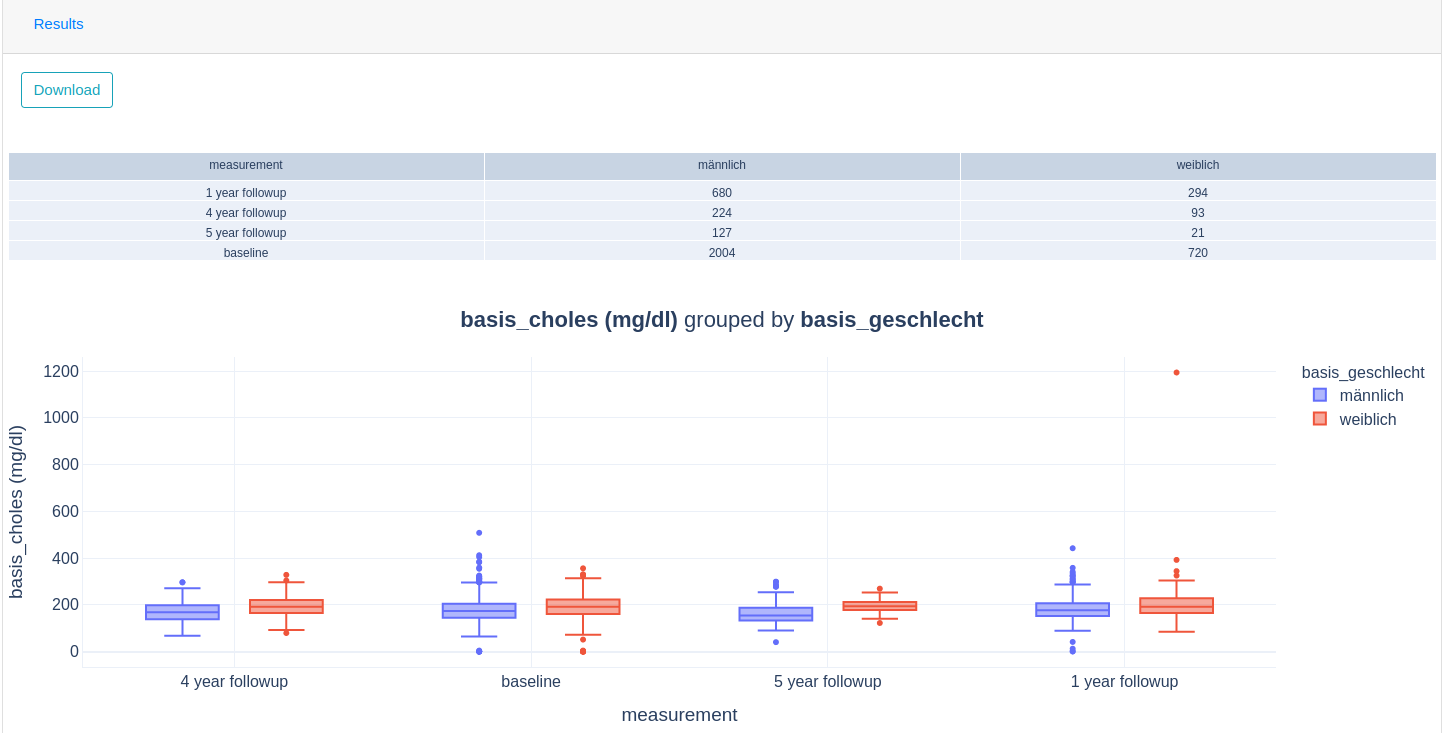 Results
Download
measurement männlich weiblich
1 year followup 680 294
4 year followup 224 93
5 year followup 127 21
baseline 2004 720
basis_choles (mg/dl) grouped by basis_geschlecht
basis_choles (mg/dl)
1200
1000
800
600
400
200
0
4 year followup baseline 5 year followup 1 year followup
measurement
basis_geschlecht
männlich
weiblich